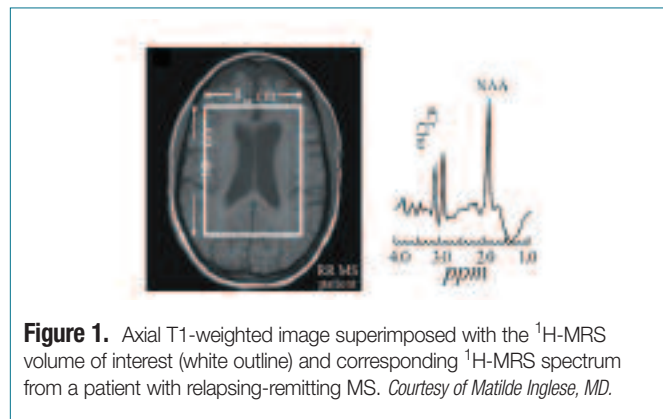 NAA
4.0 3.0 2.0 1.0
ppm
RR MS
patient
Figure 1. Axial T1-weighted image superimposed with the ¹H-MRS
volume of interest (white outline) and corresponding ¹H-MRS spectrum
from a patient with relapsing-remitting MS. Courtesy of Matilde Inglese, MD.